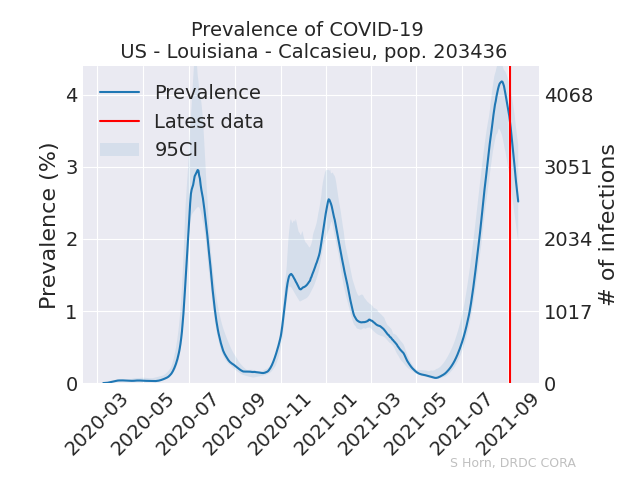 Prevalence of COVID-19
US - Louisiana - Calcasieu, pop. 203436
Prevalence
Latest data
95CI
Prevalence (%)
4
3
2
1
0
# of infections
4068
3051
2034
1017
0
2020-03
2020-05
2020-07
2020-09
2020-11
2021-01
2021-03
2021-05
2021-07
2021-09
S Horn, DRDC CORA